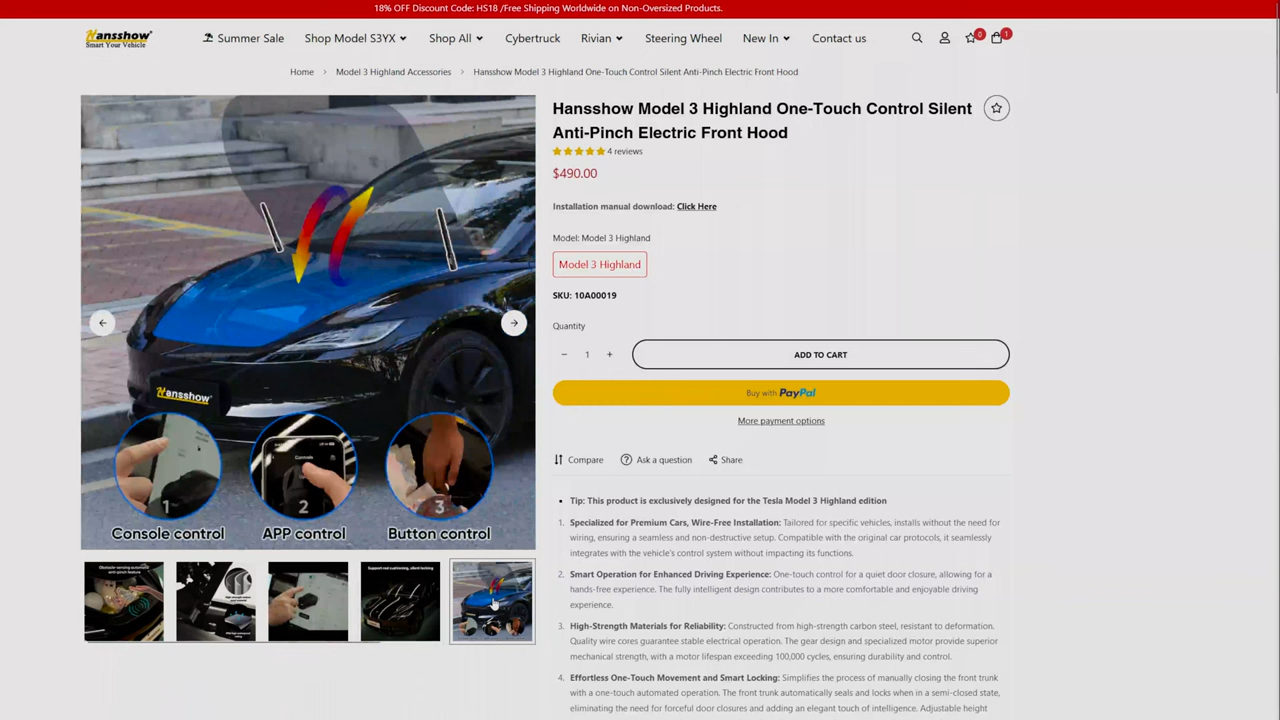 18% OFF Discount Code: HS18 /Free Shipping Worldwide on Non-Oversized Products.
Hansshow
Smart Your Vehicle
Summer Sale
Shop Model S3YX
Shop All
Cybertruck
Rivian
Steering Wheel
New In
Contact us
0
1
Home > Model 3 Highland Accessories > Hansshow Model 3 Highland One-Touch Control Silent Anti-Pinch Electric Front Hood
Hansshow
1
2
3
Console control
APP control
Button control
Controls
Obstacle-sensing automatic
anti-pinch feature
Support rod cushioning, silent locking
Hansshow Model 3 Highland One-Touch Control Silent
Anti-Pinch Electric Front Hood
4 reviews
$490.00
Installation manual download: Click Here
Model: Model 3 Highland
Model 3 Highland
SKU: 10A00019
Quantity
− 1 +
ADD TO CART
Buy with PayPal
More payment options
Compare
Ask a question
Share
• Tip: This product is exclusively designed for the Tesla Model 3 Highland edition
1. Specialized for Premium Cars, Wire-Free Installation: Tailored for specific vehicles, installs without the need for
wiring, ensuring a seamless and non-destructive setup. Compatible with the original car protocols, it seamlessly
integrates with the vehicle's control system without impacting its functions.
2. Smart Operation for Enhanced Driving Experience: One-touch control for a quiet door closure, allowing for a
hands-free experience. The fully intelligent design contributes to a more comfortable and enjoyable driving
experience.
3. High-Strength Materials for Reliability: Constructed from high-strength carbon steel, resistant to deformation.
Quality wire cores guarantee stable electrical operation. The gear design and specialized motor provide superior
mechanical strength, with a motor lifespan exceeding 100,000 cycles, ensuring durability and control.
4. Effortless One-Touch Movement and Smart Locking: Simplifies the process of manually closing the front trunk
with a one-touch automated operation. The front trunk automatically seals and locks when in a semi-closed state,
eliminating the need for forceful door closures and adding an elegant touch of intelligence. Adjustable height